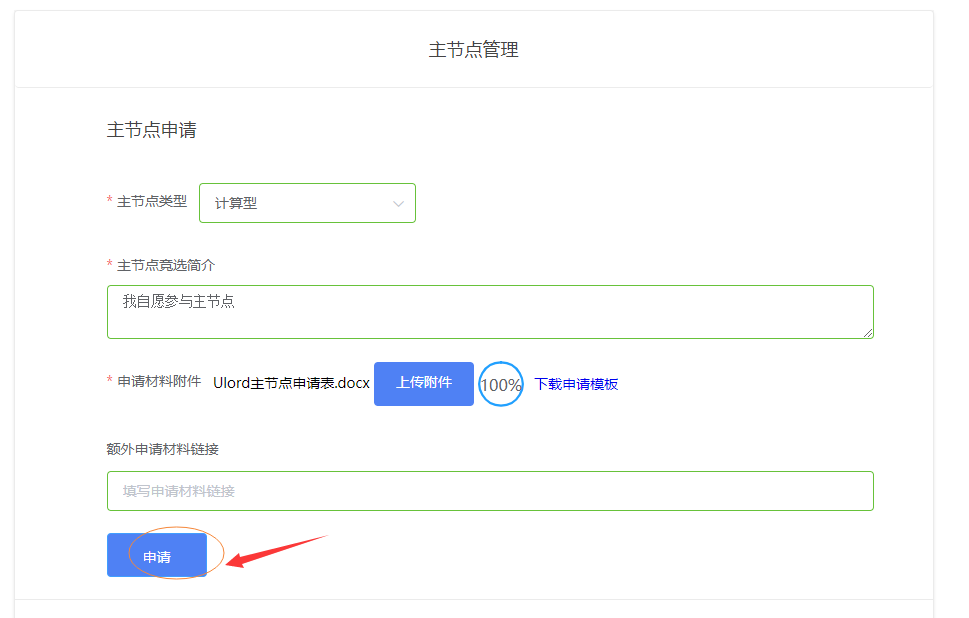 主节点管理
主节点申请
* 主节点类型 计算型
* 主节点竞选简介
我自愿参与主节点
* 申请材料附件 Ulord主节点申请表.docx 上传附件 100% 下载申请模板
额外申请材料链接
填写申请材料链接
申请